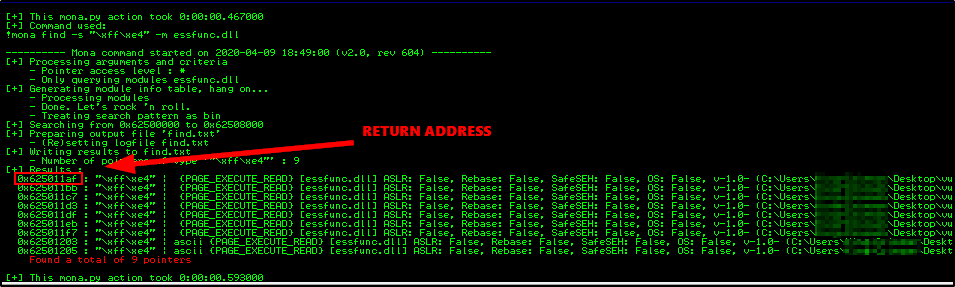 [+] This mona.py action took 0:00:00.467000
[+] Command used:
!mona find -s "\xff\xe4" -m essfunc.dll
---------- Mona command started on 2020-04-09 18:49:00 (v2.0, rev 604) ----------
[+] Processing arguments and criteria
- Pointer access level : *
- Only querying modules essfunc.dll
[+] Generating module info table, hang on...
- Processing modules
- Done. Let's rock 'n roll.
- Treating search pattern as bin
[+] Searching from 0x62500000 to 0x62508000
[+] Preparing output file 'find.txt'
- (Re)setting logfile find.txt
RETURN ADDRESS
[+] Writing results to find.txt
- Number of pointers of type '"\xff\xe4"' : 9
[+] Results :
0x625011af : "\xff\xe4" | {PAGE_EXECUTE_READ} [essfunc.dll] ASLR: False, Rebase: False, SafeSEH: False, OS: False, v-1.0- (C:\Users\ \Desktop\vu
0x625011bb : "\xff\xe4" | {PAGE_EXECUTE_READ} [essfunc.dll] ASLR: False, Rebase: False, SafeSEH: False, OS: False, v-1.0- (C:\Users\ \Desktop\vu
0x625011c7 : "\xff\xe4" | {PAGE_EXECUTE_READ} [essfunc.dll] ASLR: False, Rebase: False, SafeSEH: False, OS: False, v-1.0- (C:\Users\ \Desktop\vu
0x625011d3 : "\xff\xe4" | {PAGE_EXECUTE_READ} [essfunc.dll] ASLR: False, Rebase: False, SafeSEH: False, OS: False, v-1.0- (C:\Users\ \Desktop\vu
0x625011df : "\xff\xe4" | {PAGE_EXECUTE_READ} [essfunc.dll] ASLR: False, Rebase: False, SafeSEH: False, OS: False, v-1.0- (C:\Users\ \Desktop\vu
0x625011eb : "\xff\xe4" | {PAGE_EXECUTE_READ} [essfunc.dll] ASLR: False, Rebase: False, SafeSEH: False, OS: False, v-1.0- (C:\Users\ \Desktop\vu
0x625011f7 : "\xff\xe4" | {PAGE_EXECUTE_READ} [essfunc.dll] ASLR: False, Rebase: False, SafeSEH: False, OS: False, v-1.0- (C:\Users\ \Desktop\vu
0x62501203 : "\xff\xe4" | ascii {PAGE_EXECUTE_READ} [essfunc.dll] ASLR: False, Rebase: False, SafeSEH: False, OS: False, v-1.0- (C:\Users \Deskt
0x62501205 : "\xff\xe4" | ascii {PAGE_EXECUTE_READ} [essfunc.dll] ASLR: False, Rebase: False, SafeSEH: False, OS: False, v-1.0- (C:\Users \Deskt
Found a total of 9 pointers
[+] This mona.py action took 0:00:00.593000